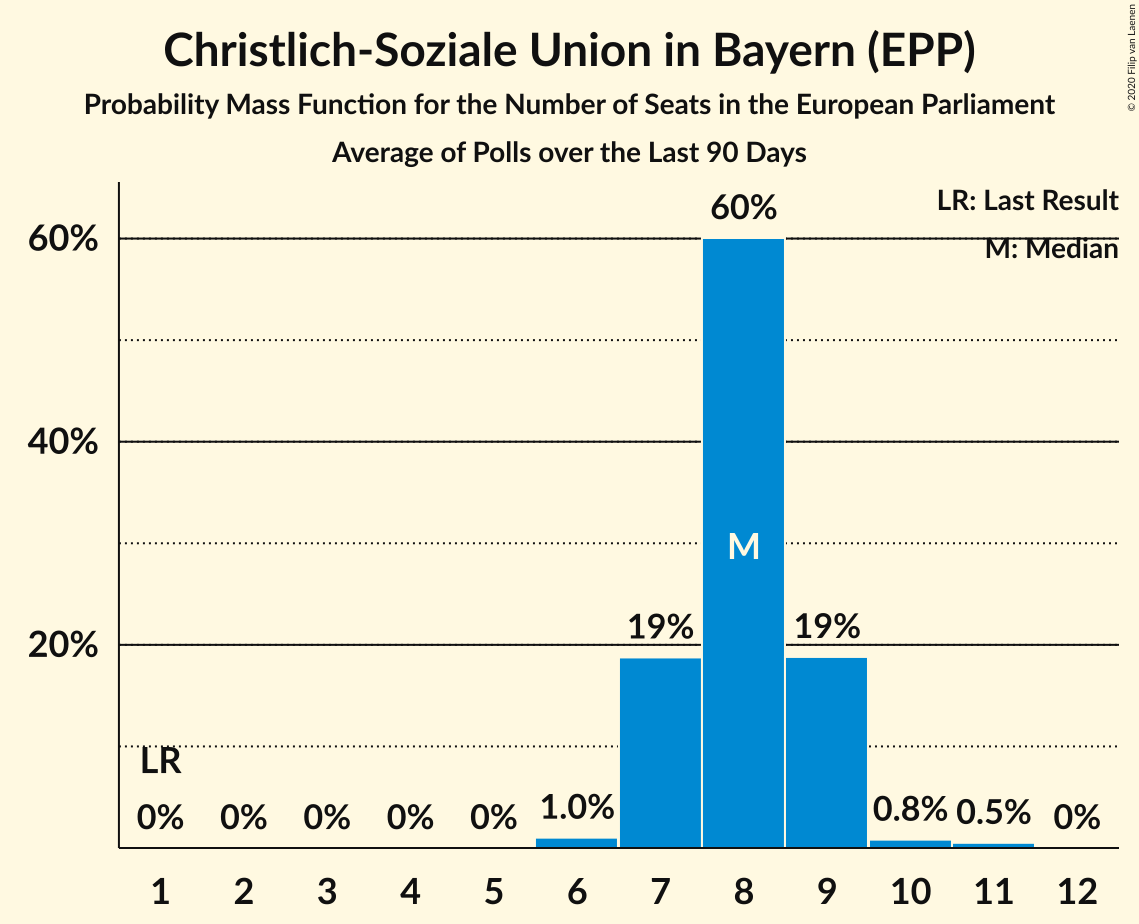 Christlich-Soziale Union in Bayern (EPP)
Probability Mass Function for the Number of Seats in the European Parliament
Average of Polls over the Last 90 Days
© 2020 Filip van Laenen
LR: Last Result
M: Median
60%
60%
40%
M
19%
19%
20%
LR
0%
0%
0%
0%
0%
1.0%
0.8%
0.5%
0%
1 2 3 4 5 6 7 8 9 10 11 12